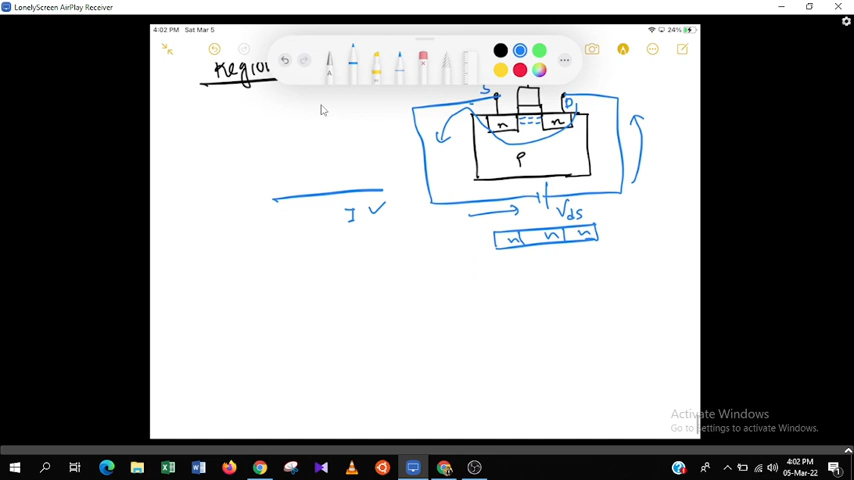 LonelyScreen AirPlay Receiver
4:02 PM Sat Mar 5
24%
A
Region
S
D
n
n
P
I ✓
Vds
n n n
Activate Windows
Go to Settings to activate Windows.
4:02 PM
05-Mar-22